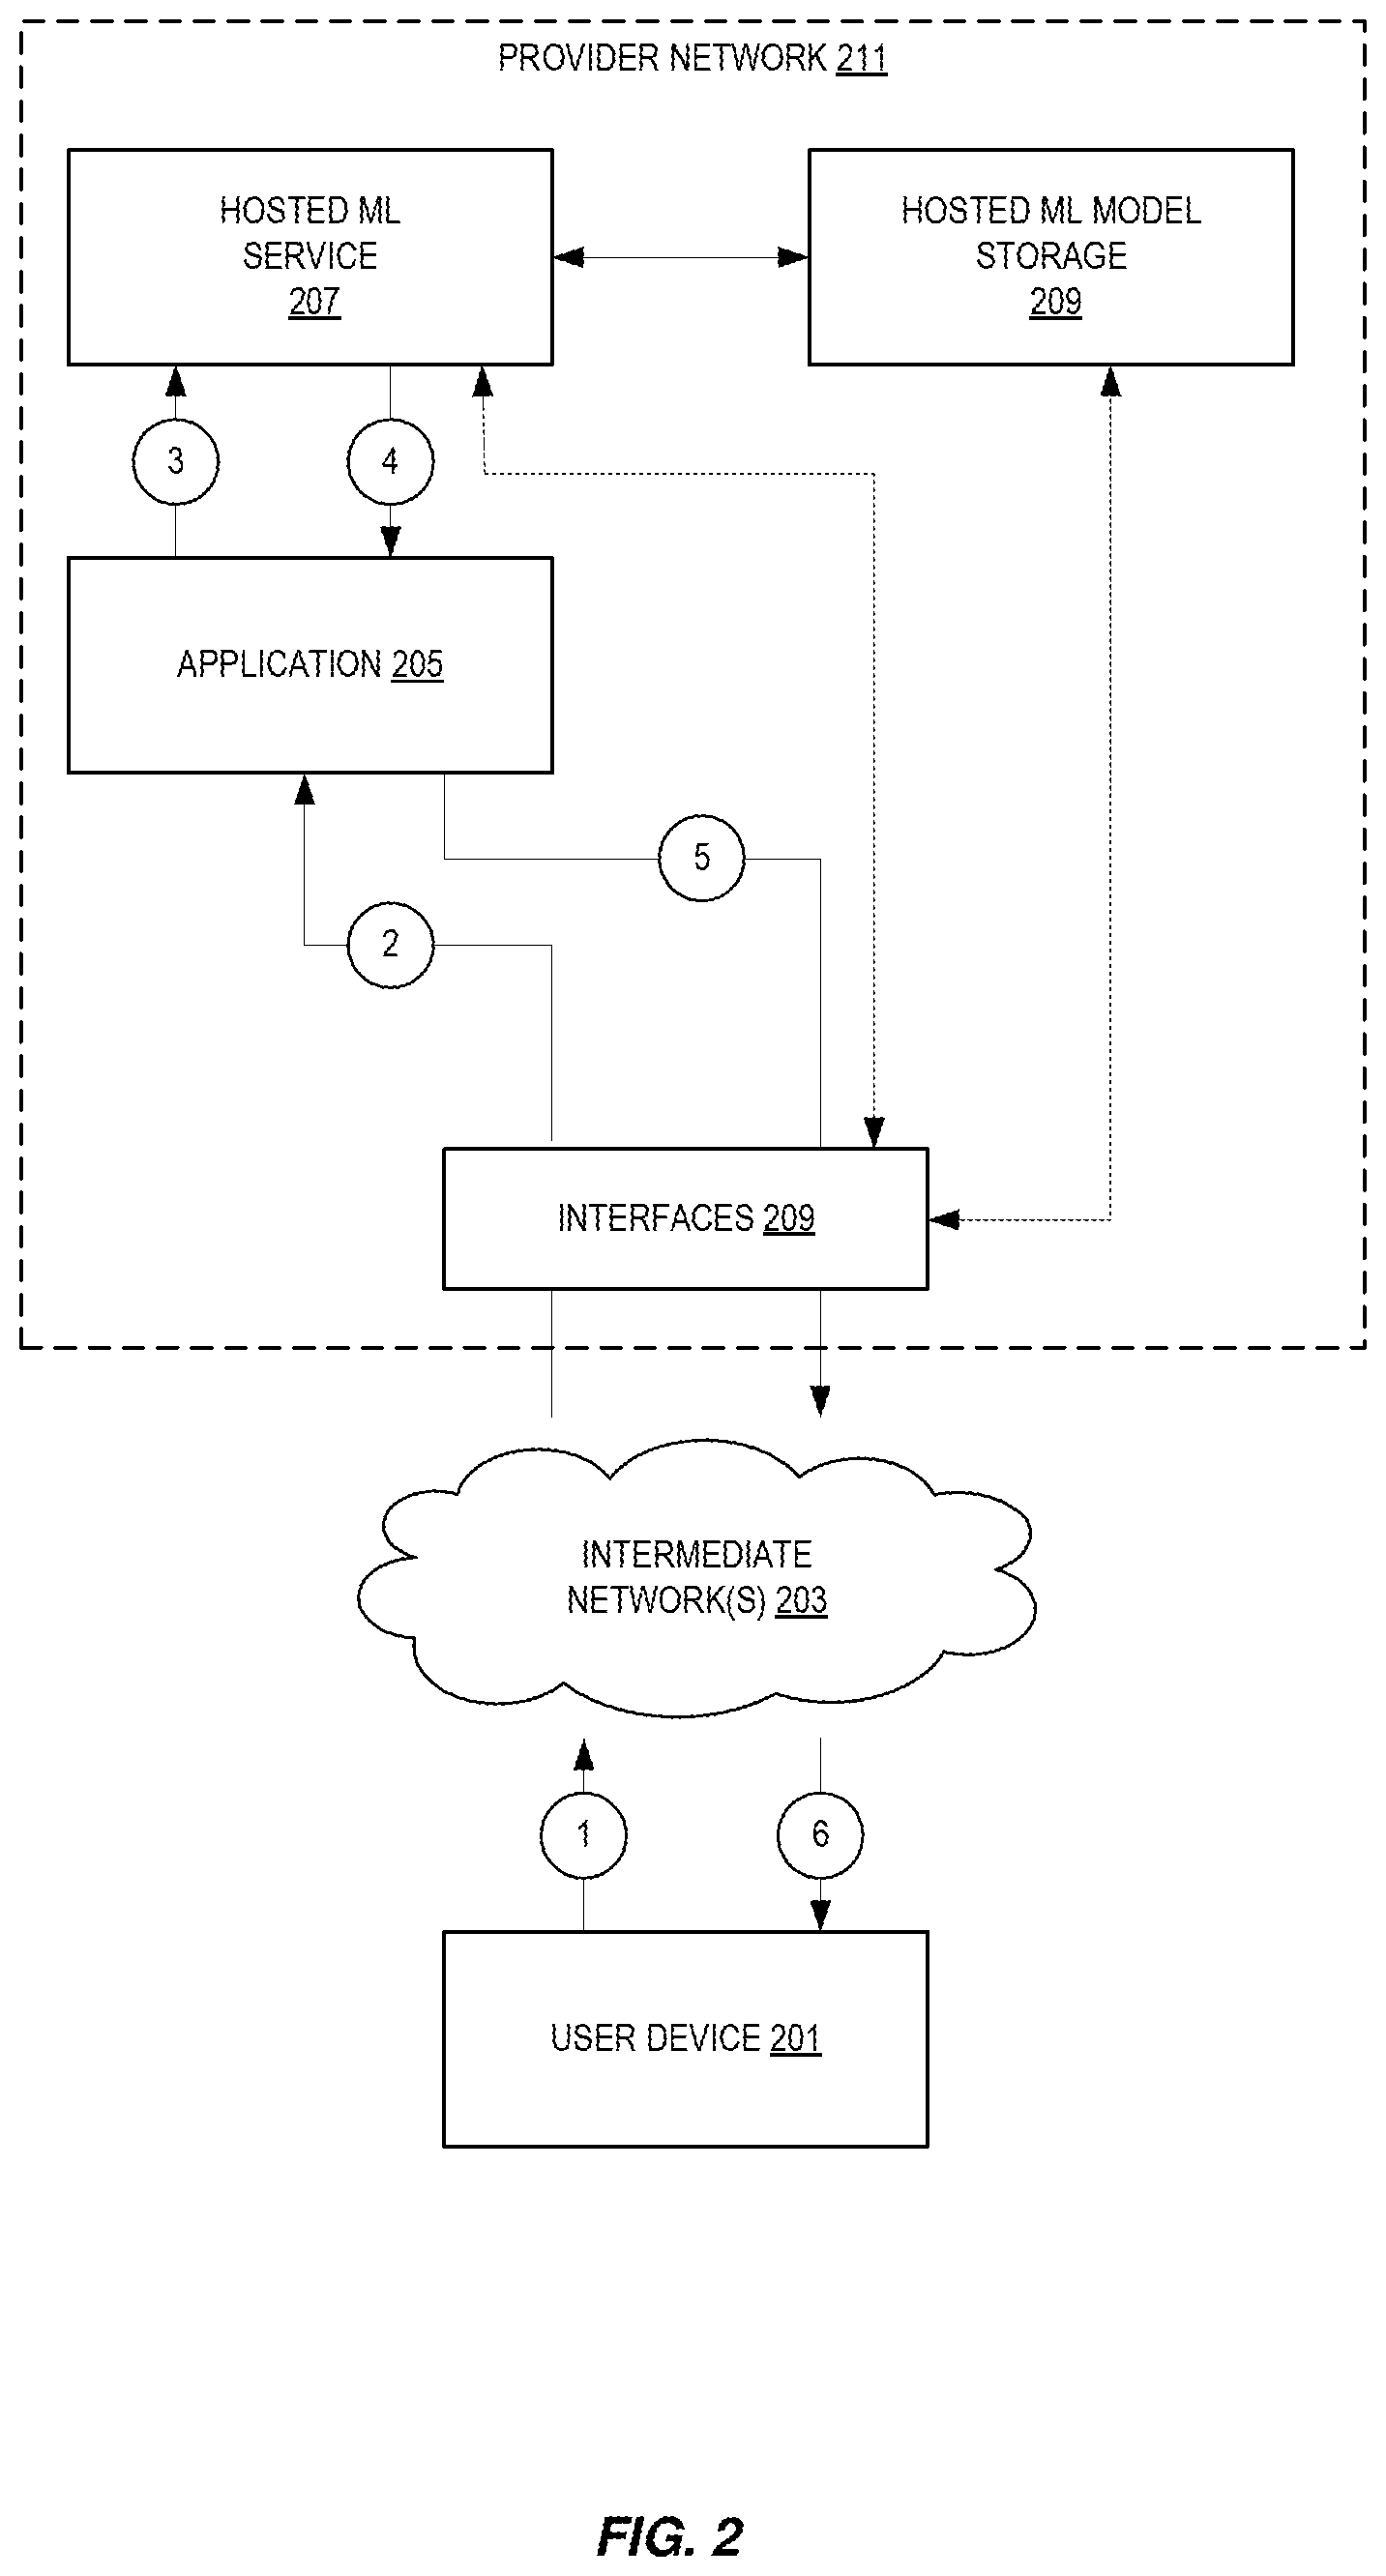 PROVIDER NETWORK 211
HOSTED ML
SERVICE
207
HOSTED ML MODEL
STORAGE
209
3
4
APPLICATION 205
5
2
INTERFACES 209
INTERMEDIATE
NETWORK(S) 203
1
6
USER DEVICE 201
FIG. 2